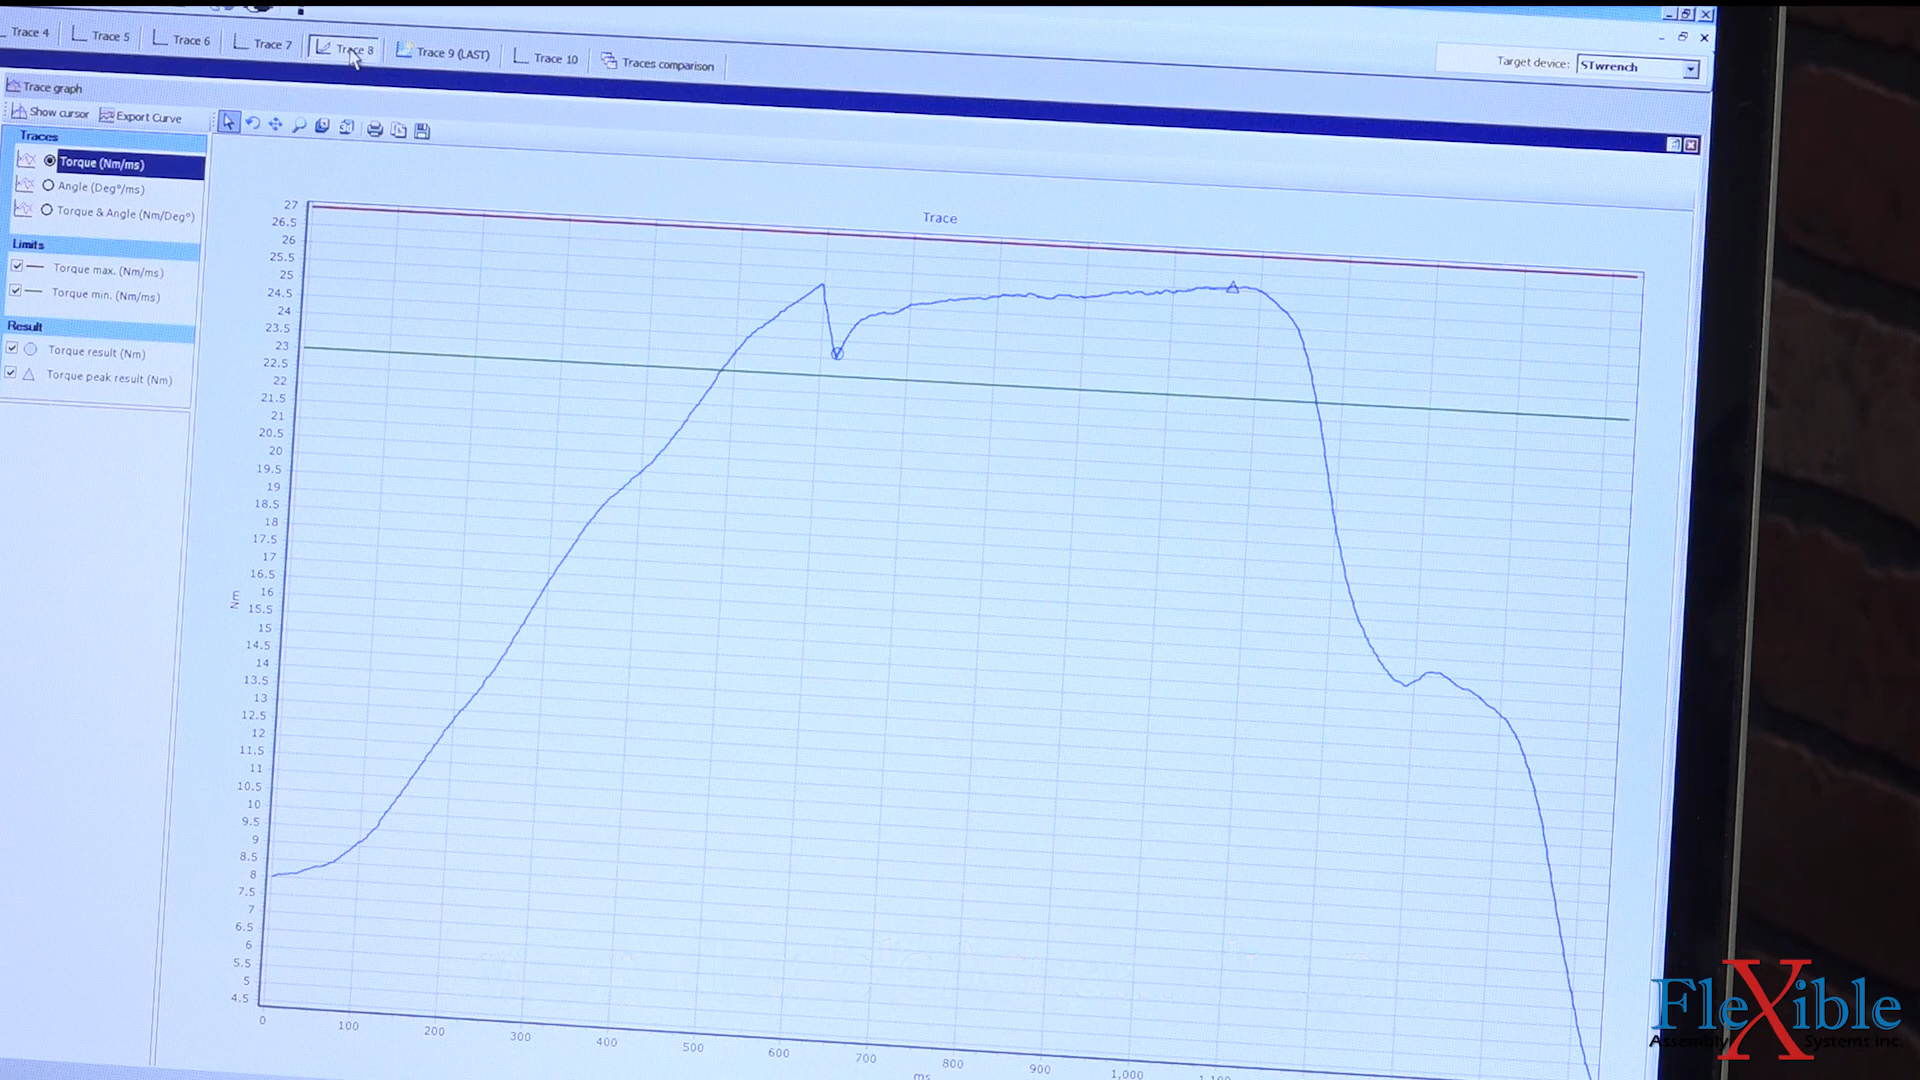 Trace 4 Trace 5 Trace 6 Trace 7 Trace 8 Trace 9 (LAST) Trace 10 Traces comparison
Target device: STwrench
Trace graph
Show cursor Export Curve
Traces
Torque (Nm/ms)
Angle (Deg°/ms)
Torque & Angle (Nm/Deg°)
Limits
Torque max. (Nm/ms)
Torque min. (Nm/ms)
Result
Torque result (Nm)
Torque peak result (Nm)
Trace
27
26.5
26
25.5
25
24.5
24
23.5
23
22.5
22
21.5
21
20.5
20
19.5
19
18.5
18
17.5
17
16.5
16
15.5
15
14.5
14
13.5
13
12.5
12
11.5
11
10.5
10
9.5
9
8.5
8
7.5
7
6.5
6
5.5
5
4.5
Nm
0 100 200 300 400 500 600 700 800 900 1,000 1,100
ms
FleXible
Assembly Systems Inc.